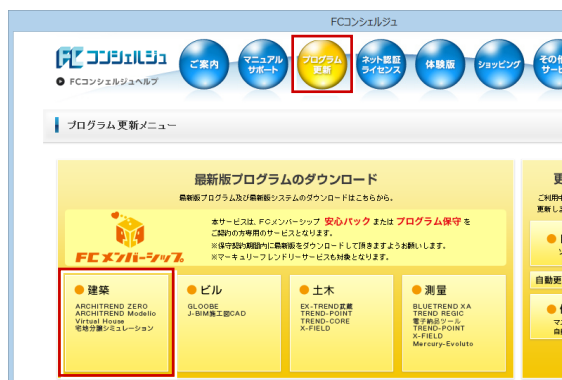 FCコンシェルジュ
FC コンシェルジュ
FCコンシェルジュヘルプ
ご案内
マニュアル
サポート
プログラム
更新
ネット認証
ライセンス
体験版
ショッピング
その他
サー
プログラム更新メニュー
最新版プログラムのダウンロード
最新版プログラム及び最新版システムのダウンロードはこちらから。
FCメンバーシップ
本サービスは、FCメンバーシップ 安心パック または プログラム保守 を
ご契約の方専用のサービスとなります。
※保守契約期間内に最新版をダウンロードして頂きますようお願いします。
※マーキュリーフレンドリーサービスも対象となります。
建築
ARCHITREND ZERO
ARCHITREND Modelio
Virtual House
宅地分譲シミュレーション
ビル
GLOOBE
J-BIM施工図CAD
土木
EX-TREND武蔵
TREND-POINT
TREND-CORE
X-FIELD
測量
BLUETREND XA
TREND REGIC
電子納品ツール
TREND-POINT
X-FIELD
Mercury-Evoluto
更
ご利用
更新し
自動更
マ
自